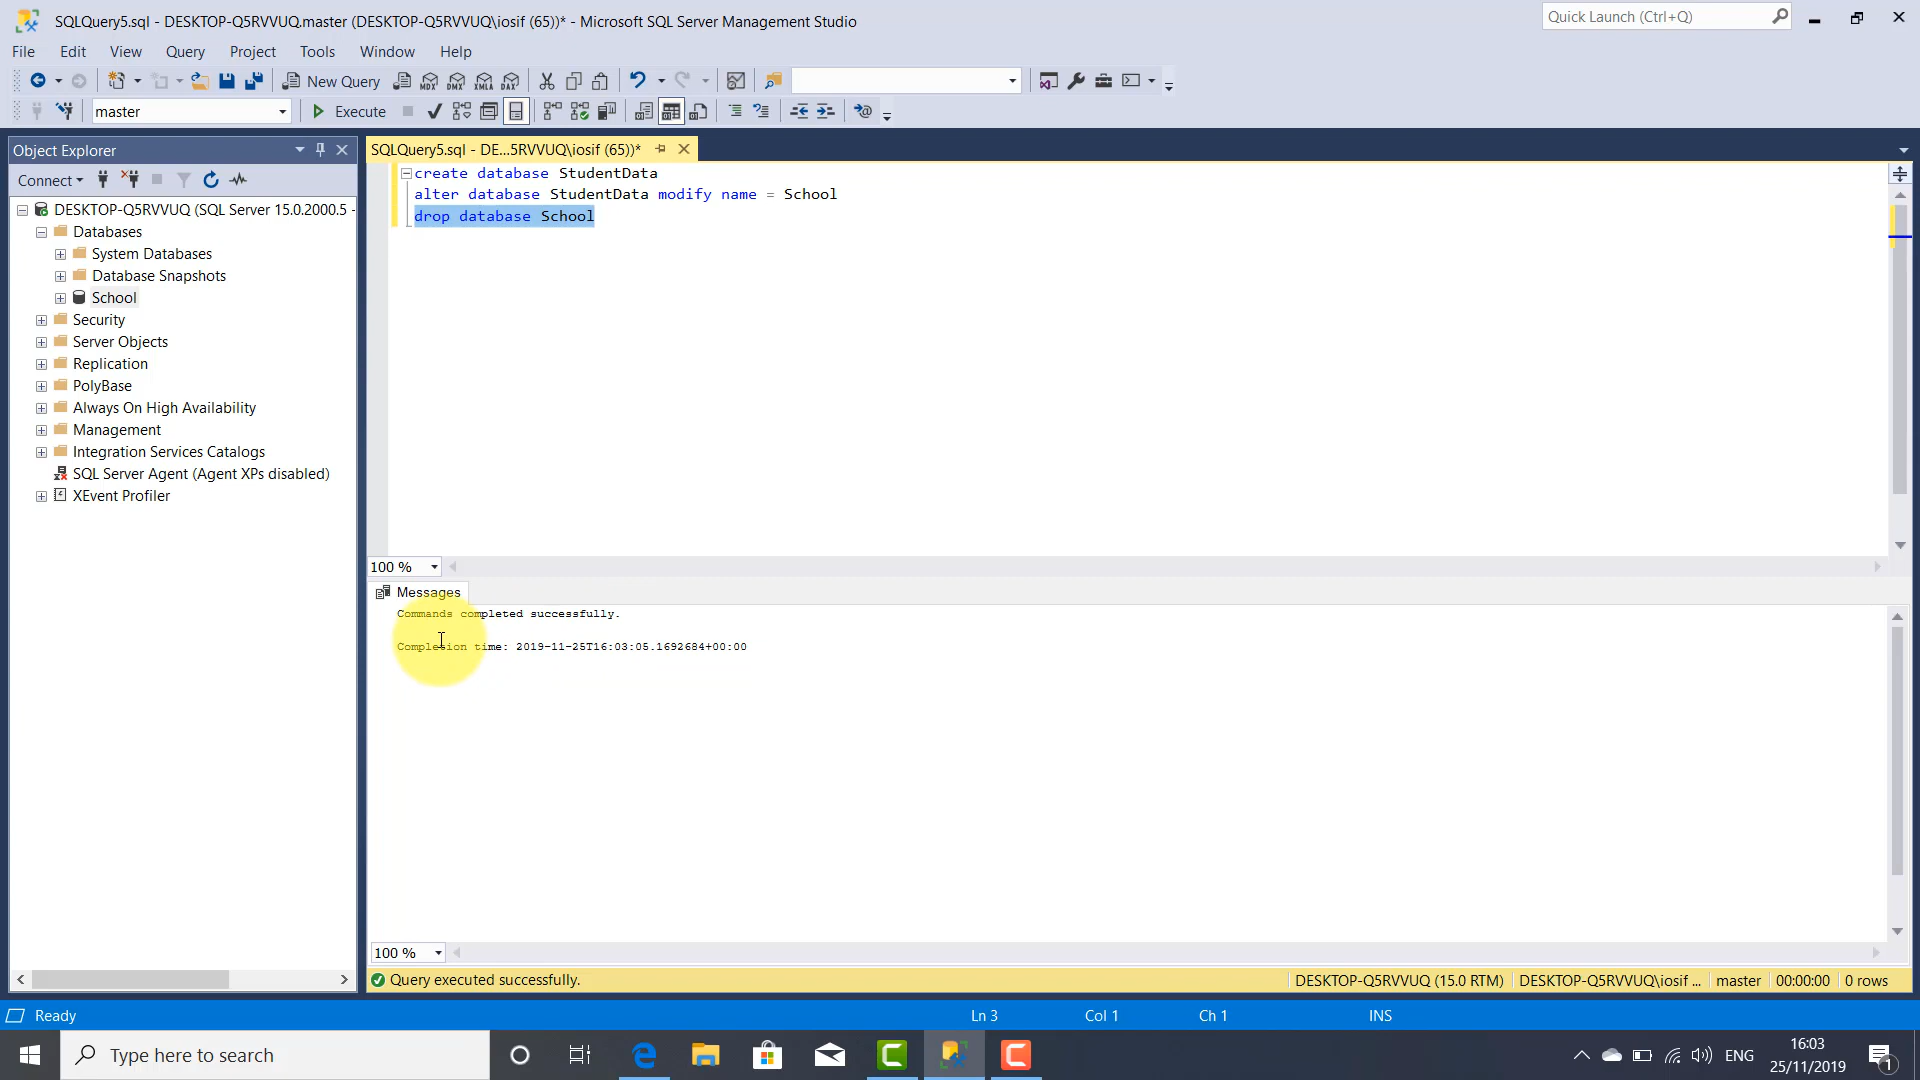 SQLQuery5.sql - DESKTOP-Q5RVVUQ.master (DESKTOP-Q5RVVUQ\iosif (65))* - Microsoft SQL Server Management Studio
Quick Launch (Ctrl+Q)
File Edit View Query Project Tools Window Help
New Query
MDX DMX XMLA DAX
master
Execute
Object Explorer
SQLQuery5.sql - DE...5RVVUQ\iosif (65))*
Connect
DESKTOP-Q5RVVUQ (SQL Server 15.0.2000.5 -
Databases
System Databases
Database Snapshots
School
Security
Server Objects
Replication
PolyBase
Always On High Availability
Management
Integration Services Catalogs
SQL Server Agent (Agent XPs disabled)
XEvent Profiler
create database StudentData
alter database StudentData modify name = School
drop database School
100 %
Messages
Commands completed successfully.
Completion time: 2019-11-25T16:03:05.1692684+00:00
100 %
Query executed successfully.
DESKTOP-Q5RVVUQ (15.0 RTM)
DESKTOP-Q5RVVUQ\iosif ...
master
00:00:00
0 rows
Ready
Ln 3
Col 1
Ch 1
INS
Type here to search
ENG
16:03
25/11/2019
1